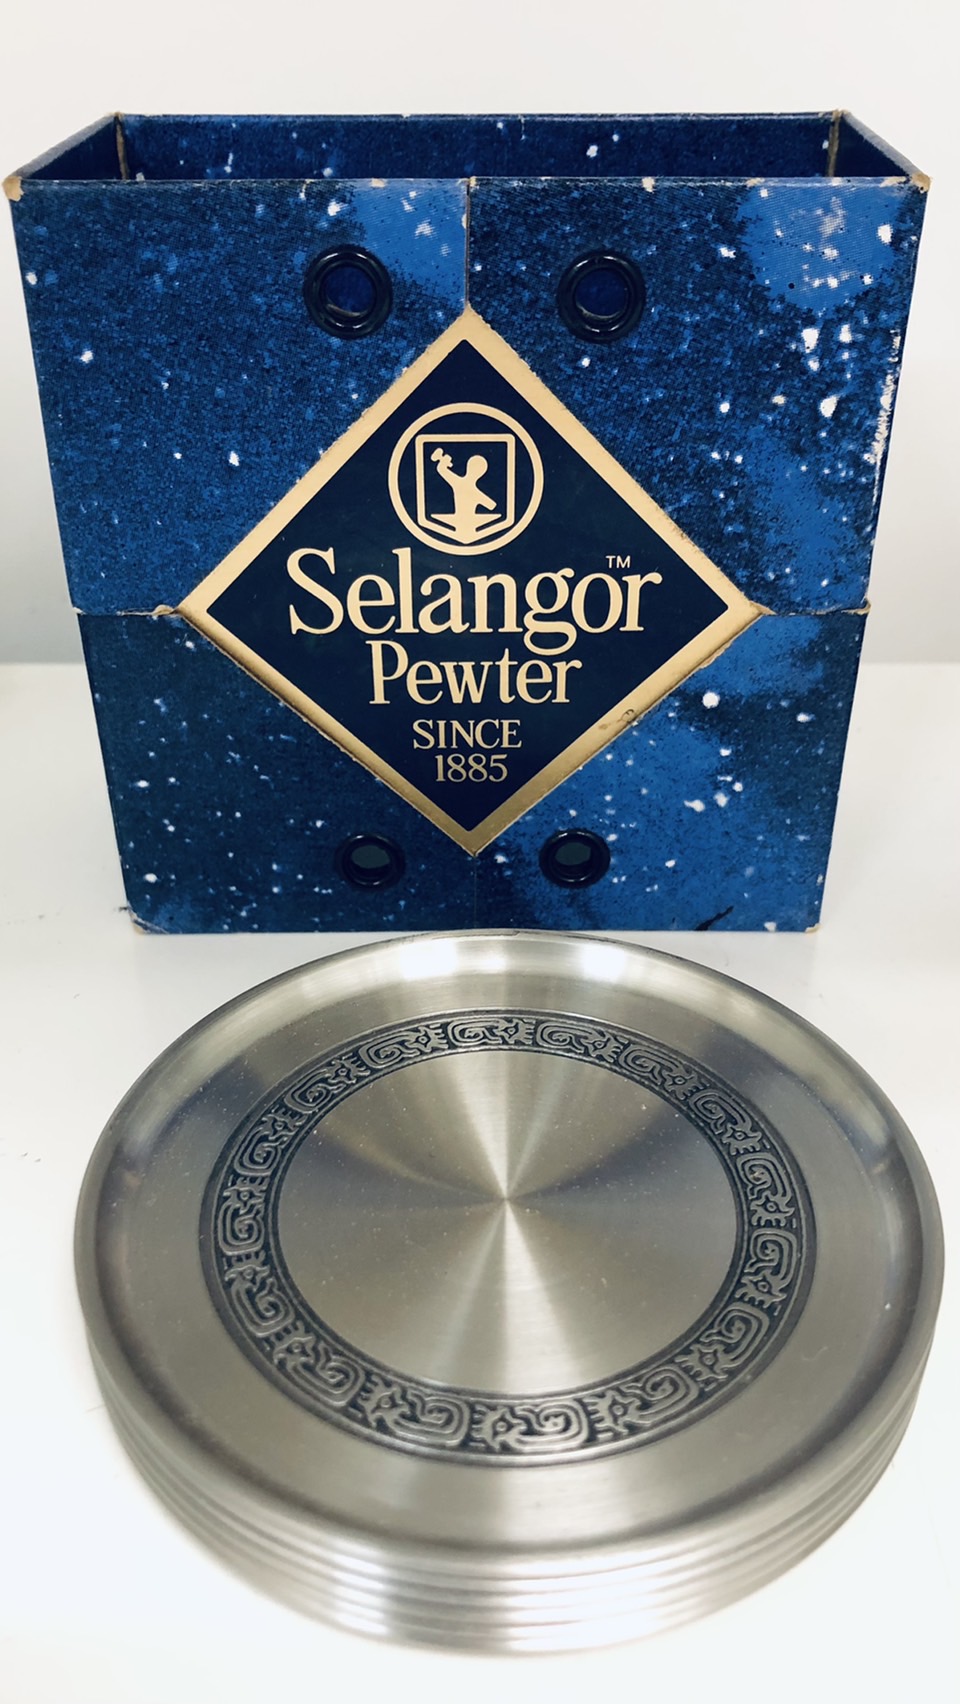 Selangor™
Pewter
SINCE
1885